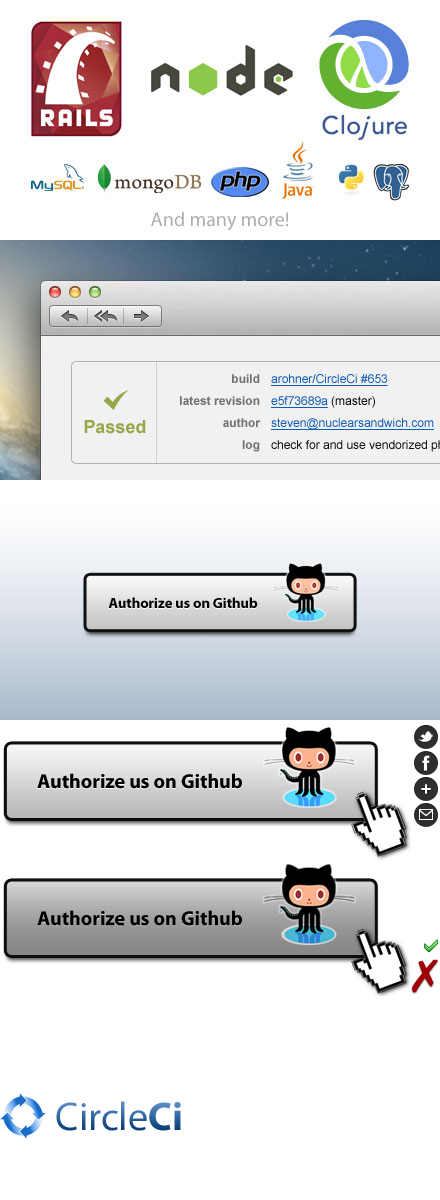 RAILS
node
Clojure
MySQL
mongoDB
php
Java
And many more!
build arohner/CircleCi #653
latest revision e5f73689a (master)
Passed
author steven@nuclearsandwich.com
log check for and use vendorized ph
Authorize us on Github
Authorize us on Github
Authorize us on Github
CircleCi